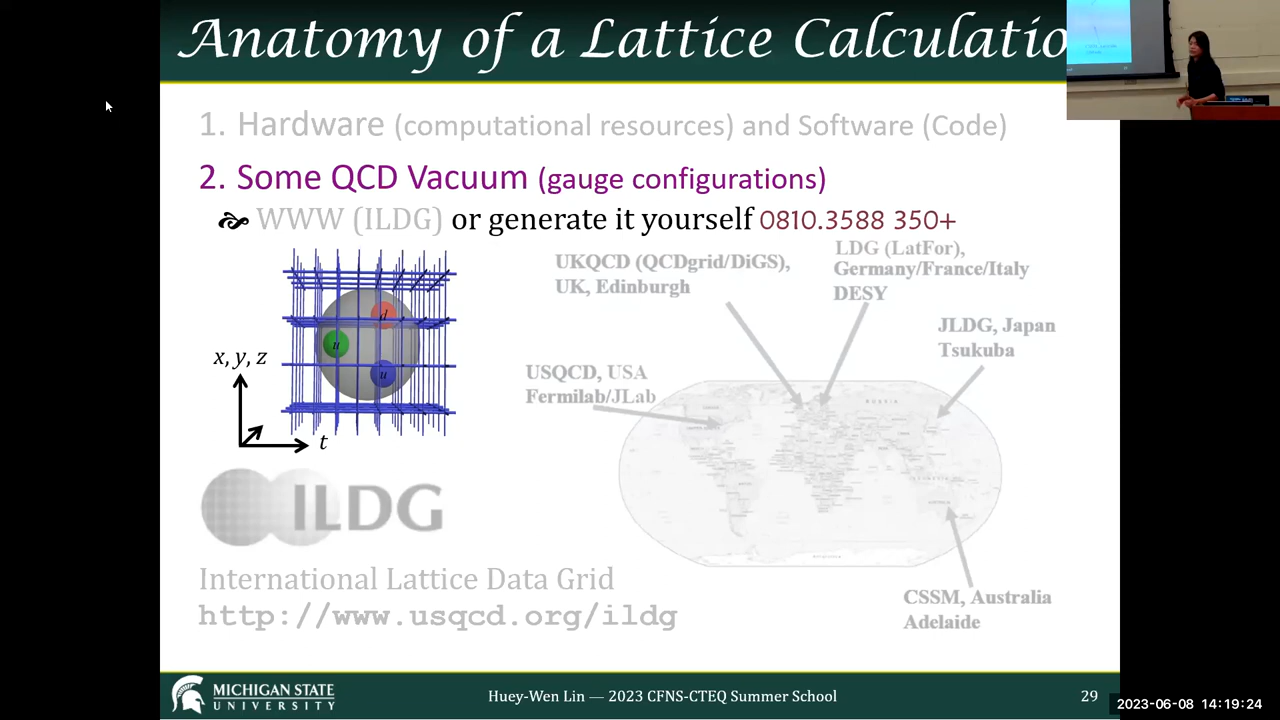 Anatomy of a Lattice Calculatio
1. Hardware (computational resources) and Software (Code)
2. Some QCD Vacuum (gauge configurations)
WWW (ILDG) or generate it yourself 0810.3588 350+
UKQCD (QCDgrid/DiGS),
UK, Edinburgh
LDG (LatFor),
Germany/France/Italy
DESY
JLDG, Japan
Tsukuba
USQCD, USA
Fermilab/JLab
CSSM, Australia
Adelaide
d
u
u
x, y, z
t
ILDG
International Lattice Data Grid
http://www.usqcd.org/ildg
RUSSIA
MICHIGAN STATE
UNIVERSITY
Huey-Wen Lin — 2023 CFNS-CTEQ Summer School
29
2023-06-08 14:19:24